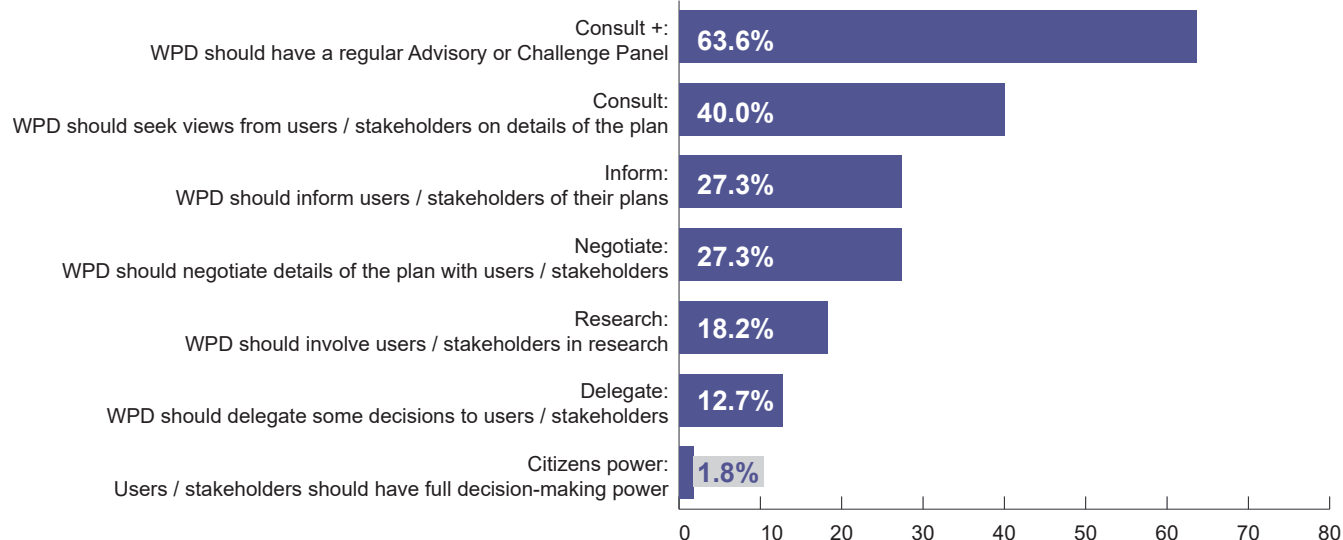 Consult +:
WPD should have a regular Advisory or Challenge Panel
63.6%
Consult:
WPD should seek views from users / stakeholders on details of the plan
40.0%
Inform:
WPD should inform users / stakeholders of their plans
27.3%
Negotiate:
WPD should negotiate details of the plan with users / stakeholders
27.3%
Research:
WPD should involve users / stakeholders in research
18.2%
Delegate:
WPD should delegate some decisions to users / stakeholders
12.7%
Citizens power:
Users / stakeholders should have full decision-making power
1.8%
0 10 20 30 40 50 60 70 80